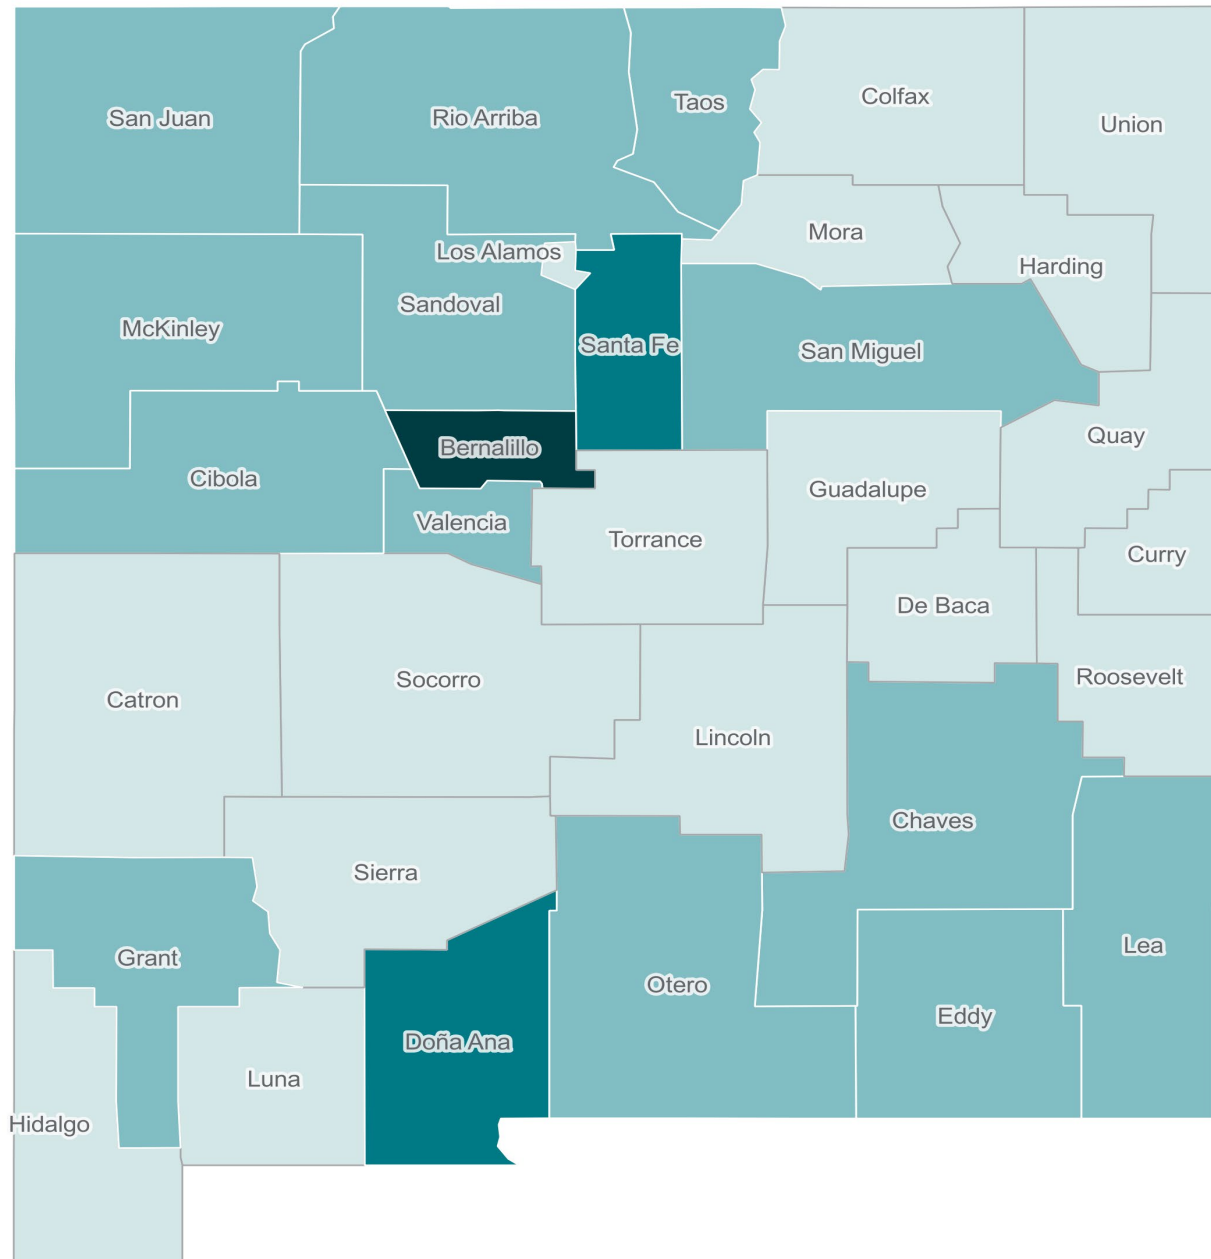 Colfax
Taos
San Juan
Rio Arriba
Union
Mora
Los Alamos
Harding
Sandoval
McKinley
Santa Fe
San Miguel
Quay
Bernalillo
Cibola
Guadalupe
Valencia
Torrance
Curry
De Baca
Roosevelt
Socorro
Catron
Lincoln
Chaves
Sierra
Lea
Grant
Otero
Eddy
Doña Ana
Luna
Hidalgo